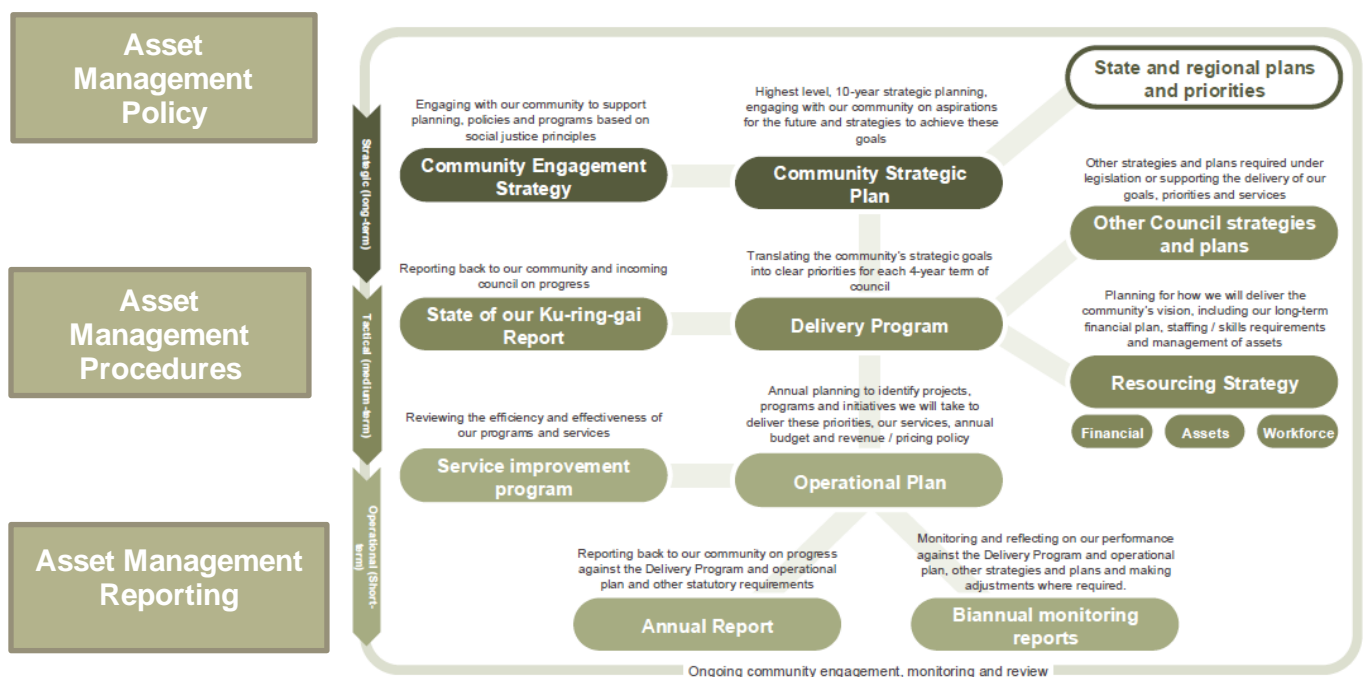 Asset
Management
Policy
Asset
Management
Procedures
Asset Management
Reporting
Strategic (long-term)
Tactical (medium-term)
Operational (Short-
term)
State and regional plans
and priorities
Engaging with our community to support
planning, policies and programs based on
social justice principles
Community Engagement
Strategy
Highest level, 10-year strategic planning,
engaging with our community on aspirations
for the future and strategies to achieve these
goals
Community Strategic
Plan
Other strategies and plans required under
legislation or supporting the delivery of our
goals, priorities and services
Other Council strategies
and plans
Reporting back to our community and incoming
council on progress
State of our Ku-ring-gai
Report
Translating the community's strategic goals
into clear priorities for each 4-year term of
council
Delivery Program
Planning for how we will deliver the
community's vision, including our long-term
financial plan, staffing / skills requirements
and management of assets
Resourcing Strategy
Financial
Assets
Workforce
Reviewing the efficiency and effectiveness of
our programs and services
Service improvement
program
Annual planning to identify projects,
programs and initiatives we will take to
deliver these priorities, our services, annual
budget and revenue / pricing policy
Operational Plan
Reporting back to our community on progress
against the Delivery Program and operational
plan and other statutory requirements
Annual Report
Monitoring and reflecting on our performance
against the Delivery Program and operational
plan, other strategies and plans and making
adjustments where required.
Biannual monitoring
reports
Ongoing community engagement, monitoring and review